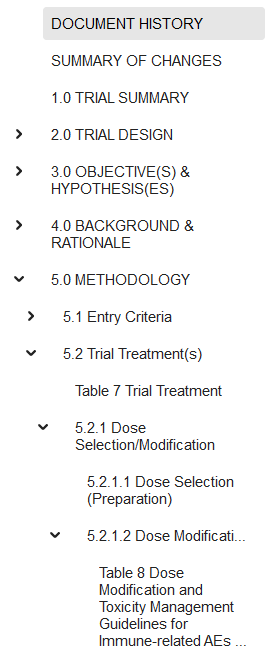 DOCUMENT HISTORY
SUMMARY OF CHANGES
1.0 TRIAL SUMMARY
2.0 TRIAL DESIGN
3.0 OBJECTIVE(S) &
HYPOTHESIS(ES)
4.0 BACKGROUND &
RATIONALE
5.0 METHODOLOGY
5.1 Entry Criteria
5.2 Trial Treatment(s)
Table 7 Trial Treatment
5.2.1 Dose
Selection/Modification
5.2.1.1 Dose Selection
(Preparation)
5.2.1.2 Dose Modificati...
Table 8 Dose
Modification and
Toxicity Management
Guidelines for
Immune-related AEs ...